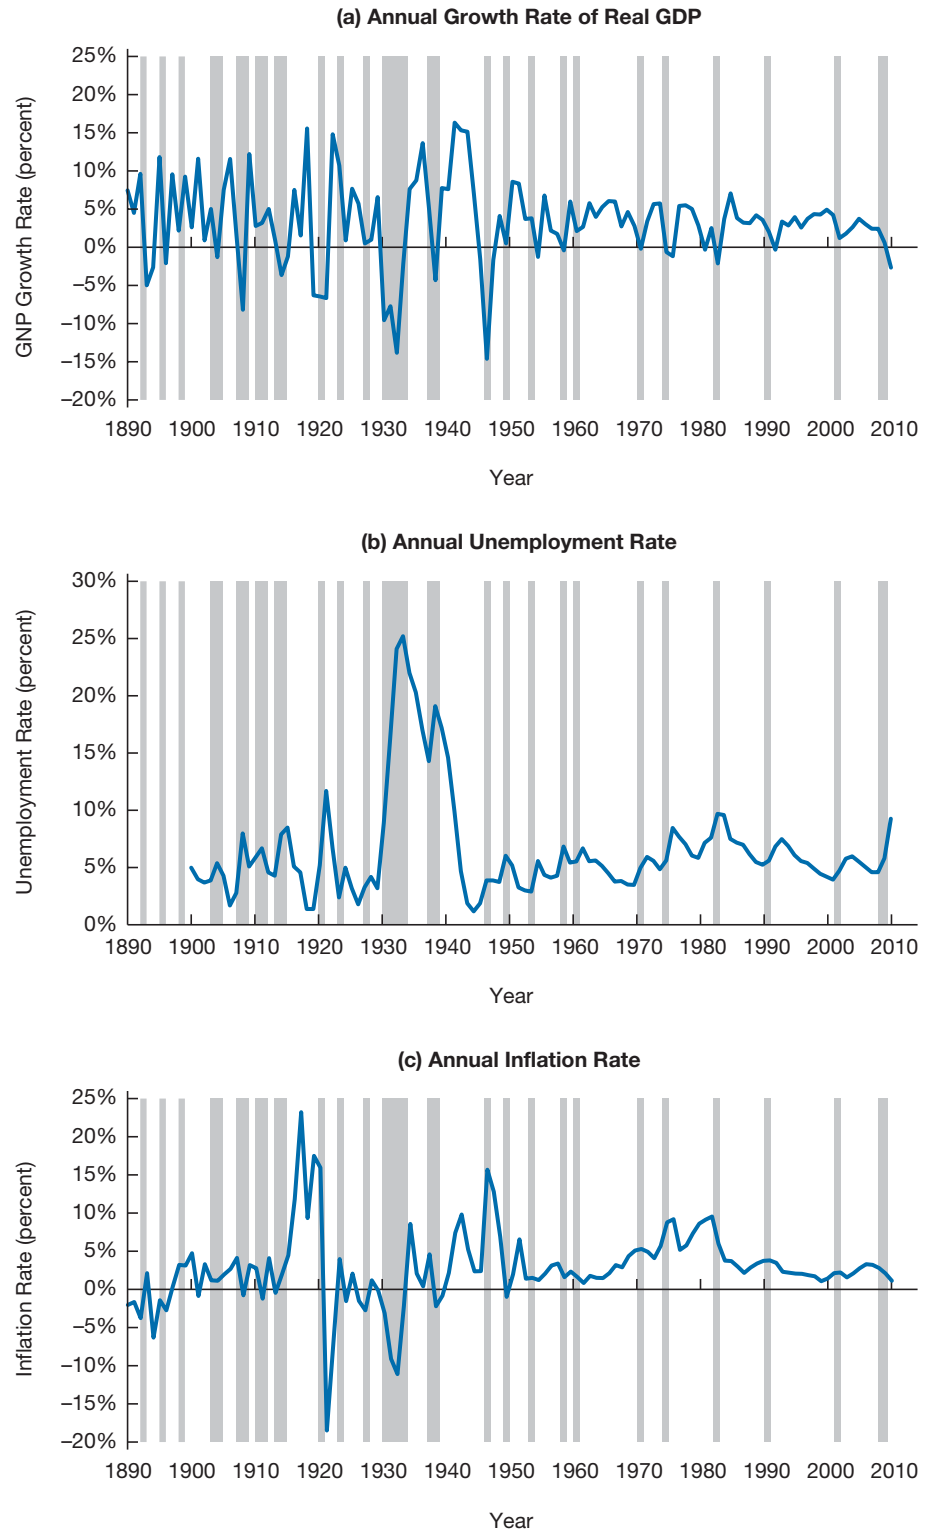 (a) Annual Growth Rate of Real GDP
25%
20%
15%
10%
5%
0%
–5%
–10%
–15%
–20%
GNP Growth Rate (percent)
1890 1900 1910 1920 1930 1940 1950 1960 1970 1980 1990 2000 2010
Year
(b) Annual Unemployment Rate
30%
25%
20%
15%
10%
5%
0%
Unemployment Rate (percent)
1890 1900 1910 1920 1930 1940 1950 1960 1970 1980 1990 2000 2010
Year
(c) Annual Inflation Rate
25%
20%
15%
10%
5%
0%
–5%
–10%
–15%
–20%
Inflation Rate (percent)
1890 1900 1910 1920 1930 1940 1950 1960 1970 1980 1990 2000 2010
Year